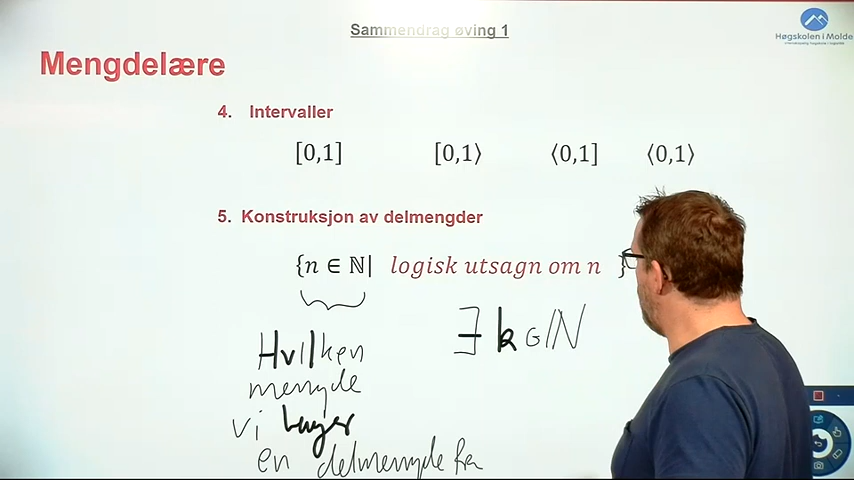 Sammendrag øving 1
Høgskolen i Molde
Mengdelære
4. Intervaller
[0,1] [0,1⟩ ⟨0,1] ⟨0,1⟩
5. Konstruksjon av delmengder
{n ∈ ℕ| logisk utsagn om n }
∃ k ∈ ℕ
Hvilken
mengde
vi lager
en delmengde fra